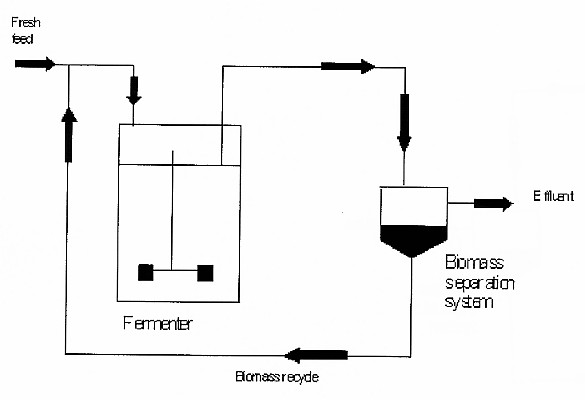 Fresh
feed
Effluent
Biomass
separation
system
Fermenter
Biomass recycle